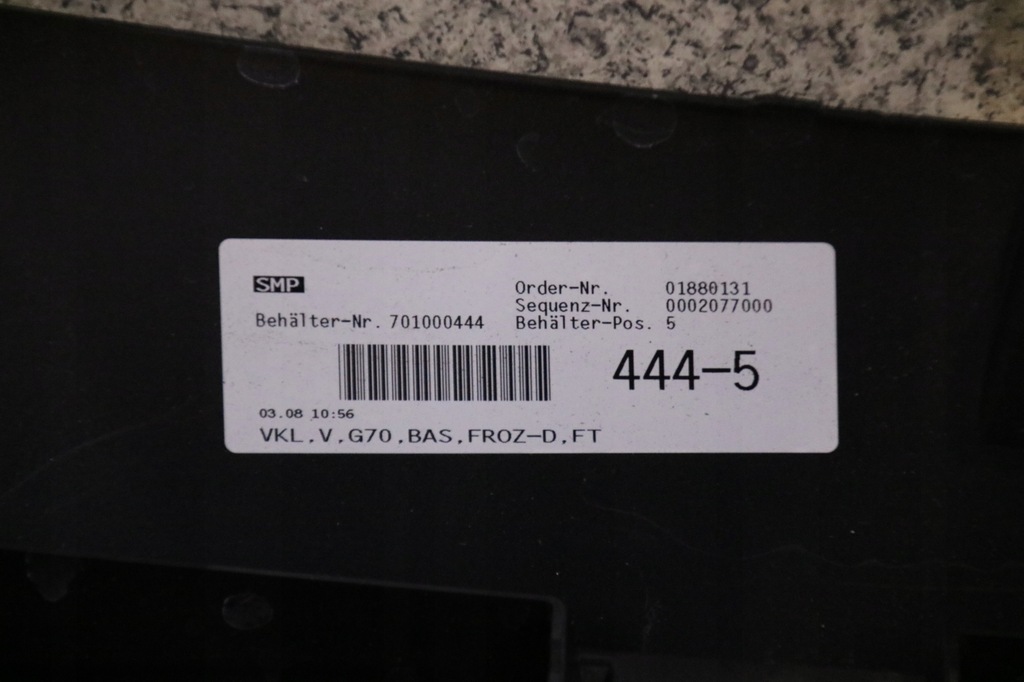 SMP
Order-Nr. 01880131
Sequenz-Nr. 0002077000
Behälter-Nr. 701000444 Behälter-Pos. 5
444-5
03.08 10:56
VKL,V,G70,BAS,FROZ-D,FT